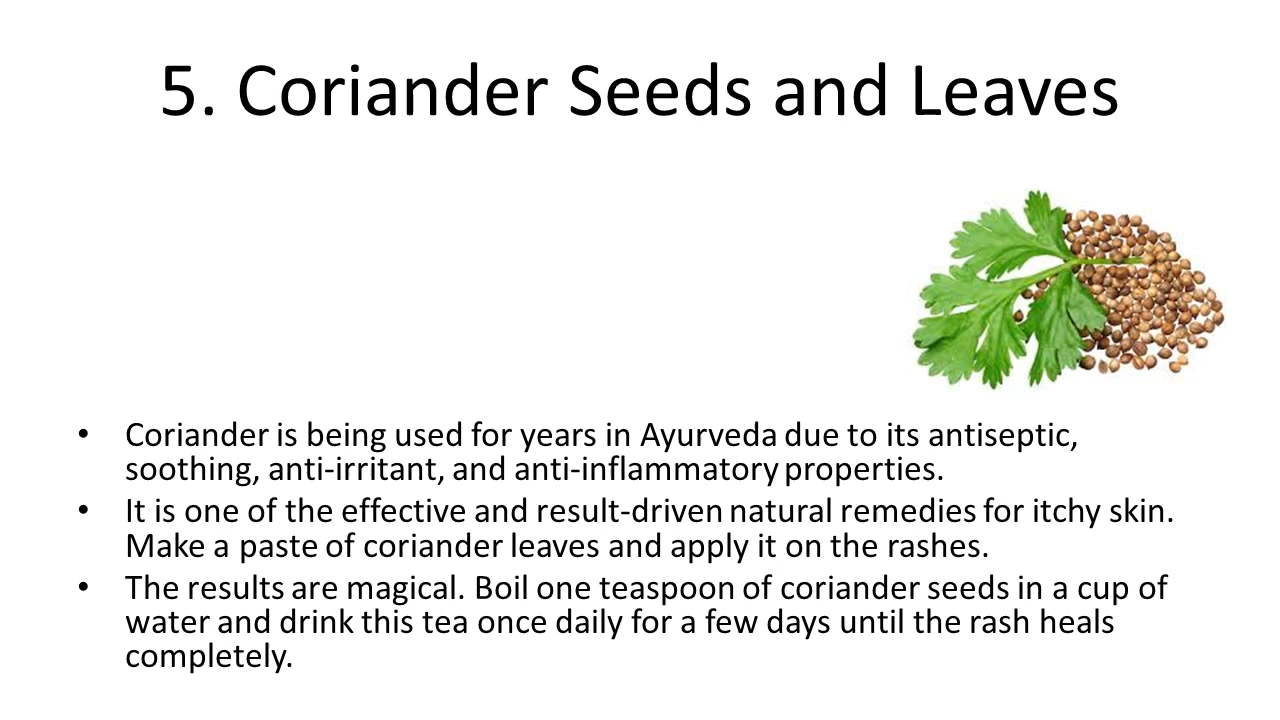 5. Coriander Seeds and Leaves
• Coriander is being used for years in Ayurveda due to its antiseptic,
soothing, anti-irritant, and anti-inflammatory properties.
• It is one of the effective and result-driven natural remedies for itchy skin.
Make a paste of coriander leaves and apply it on the rashes.
• The results are magical. Boil one teaspoon of coriander seeds in a cup of
water and drink this tea once daily for a few days until the rash heals
completely.